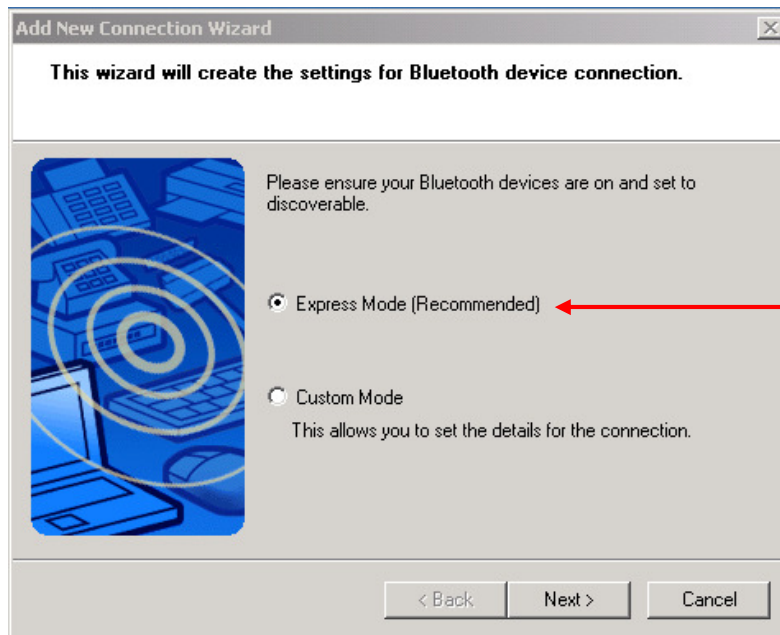 Add New Connection Wizard
This wizard will create the settings for Bluetooth device connection.
Please ensure your Bluetooth devices are on and set to
discoverable.
Express Mode (Recommended)
Custom Mode
This allows you to set the details for the connection.
< Back Next > Cancel